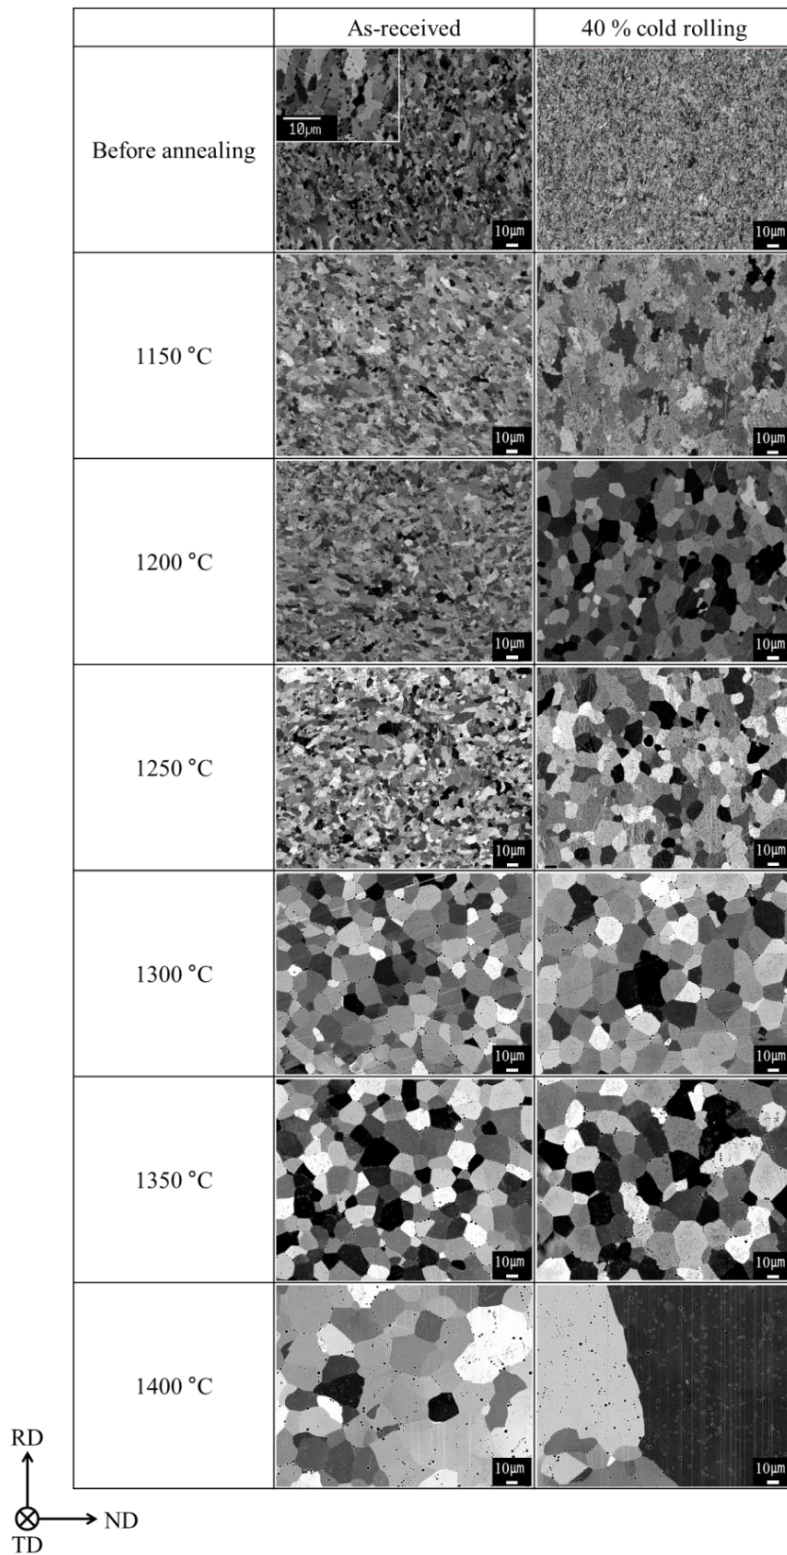 As-received 40 % cold rolling
Before annealing
10μm
10μm 10μm
1150 °C
10μm 10μm
1200 °C
10μm 10μm
1250 °C
10μm 10μm
1300 °C
10μm 10μm
1350 °C
10μm 10μm
1400 °C
10μm 10μm
RD
ND
TD